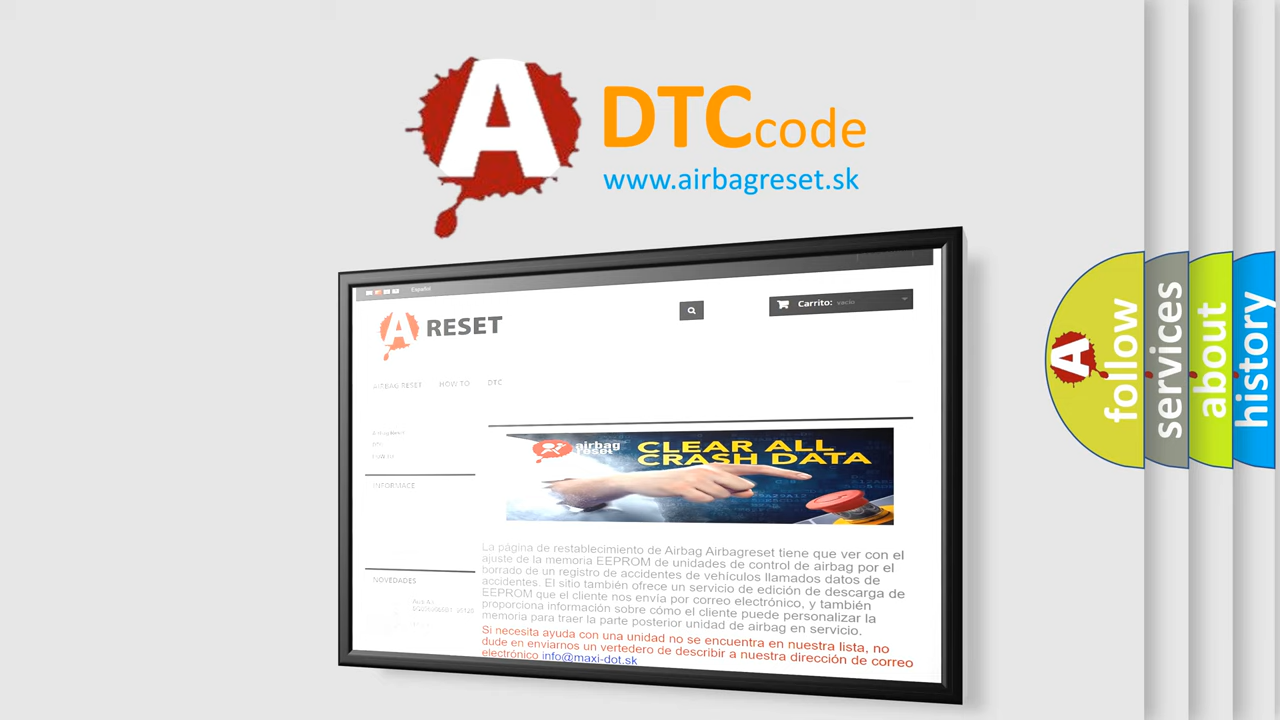 A DTCcode
www.airbagreset.sk
Español
Carrito: vacío
A RESET
AIRBAG RESET HOW TO DTC
INFORMACE
airbag
reset
CLEAR ALL
CRASH DATA
La página de restablecimiento de Airbag Airbagreset tiene que ver con el
ajuste de la memoria EEPROM de unidades de control de airbag por el
borrado de un registro de accidentes de vehículos llamados datos de
accidentes. El sitio también ofrece un servicio de edición de descarga de
EEPROM que el cliente nos envía por correo electrónico, y también
proporciona información sobre cómo el cliente puede personalizar la
memoria para traer la parte posterior unidad de airbag en servicio.
Si necesita ayuda con una unidad no se encuentra en nuestra lista, no
dude en enviarnos un vertedero de describir a nuestra dirección de correo
electrónico info@maxi-dot.sk
NOVEDADES
A
follow
services
about
history